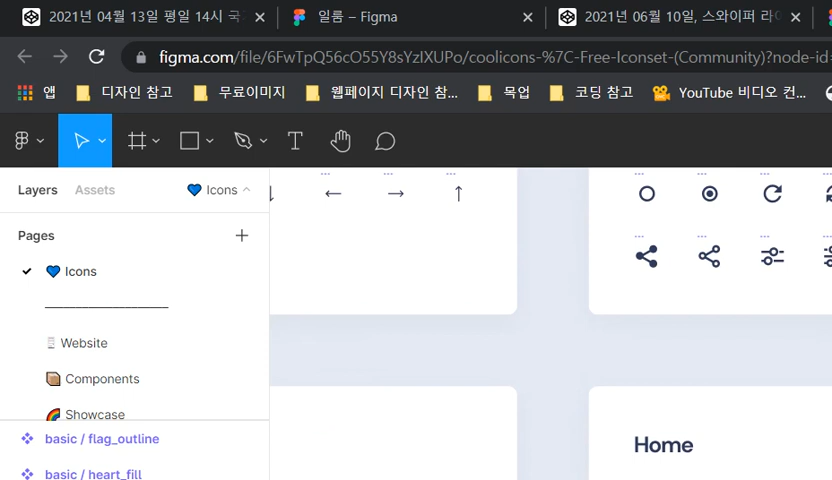 2021년 04월 13일 평일 14시 국
일룸 – Figma
2021년 06월 10일, 스와이퍼 라이
figma.com/file/6FwTpQ56cO55Y8sYzIXUPo/coolicons-%7C-Free-Iconset-(Community)?node-id=
앱
디자인 참고
무료이미지
웹페이지 디자인 참...
목업
코딩 참고
YouTube 비디오 컨...
Layers
Assets
Icons
Pages
Icons
Website
Components
Showcase
basic / flag_outline
basic / heart_fill
Home